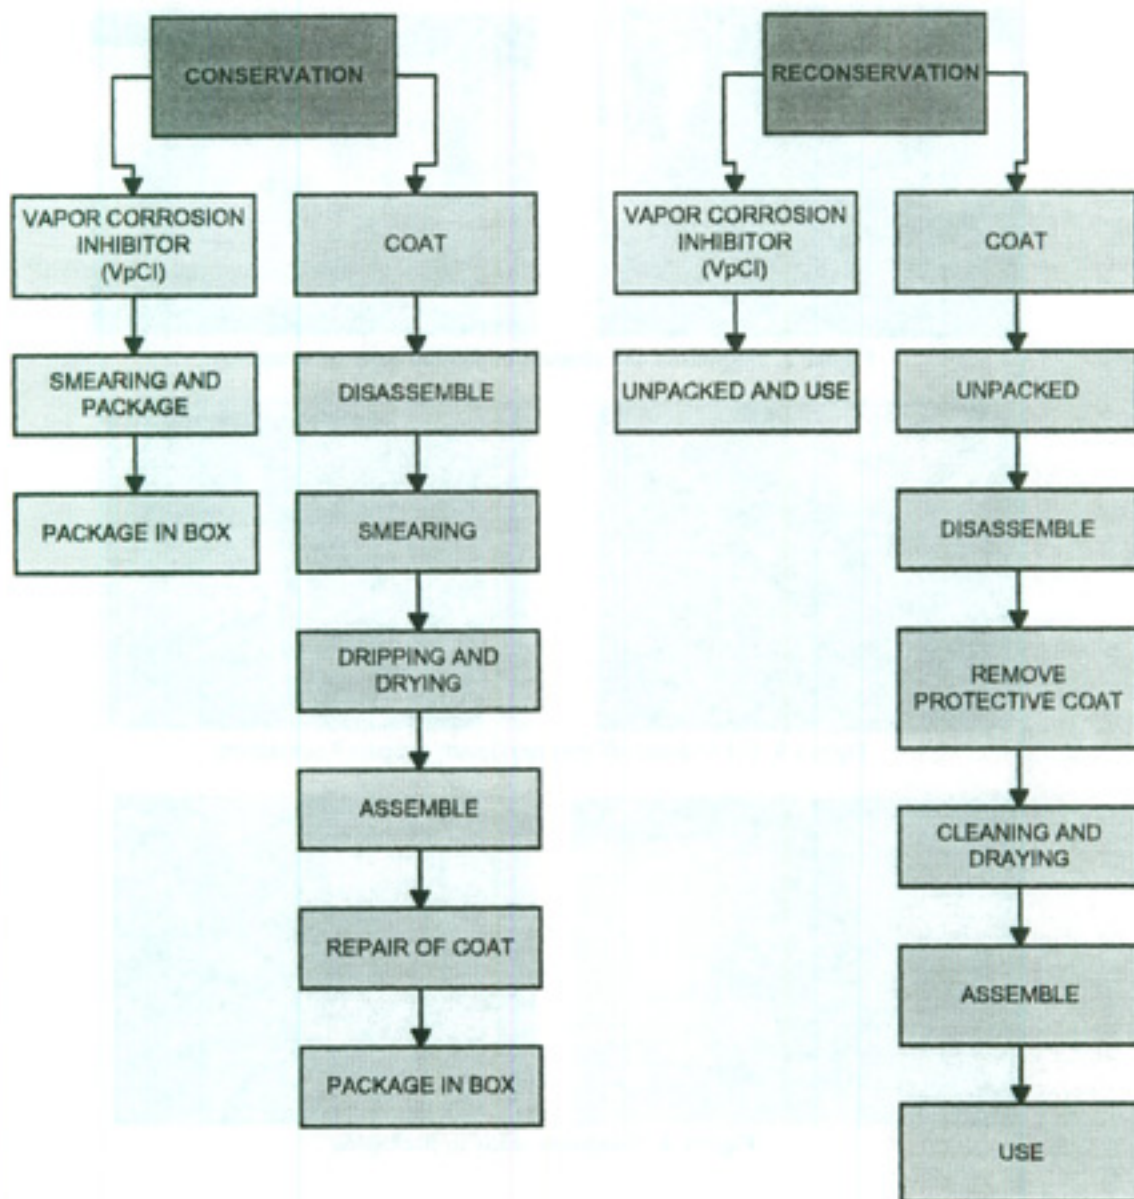 CONSERVATION
VAPOR CORROSION
INHIBITOR
(VpCI)
SMEARING AND
PACKAGE
PACKAGE IN BOX
COAT
DISASSEMBLE
SMEARING
DRIPPING AND
DRYING
ASSEMBLE
REPAIR OF COAT
PACKAGE IN BOX
RECONSERVATION
VAPOR CORROSION
INHIBITOR
(VpCI)
UNPACKED AND USE
COAT
UNPACKED
DISASSEMBLE
REMOVE
PROTECTIVE COAT
CLEANING AND
DRAYING
ASSEMBLE
USE